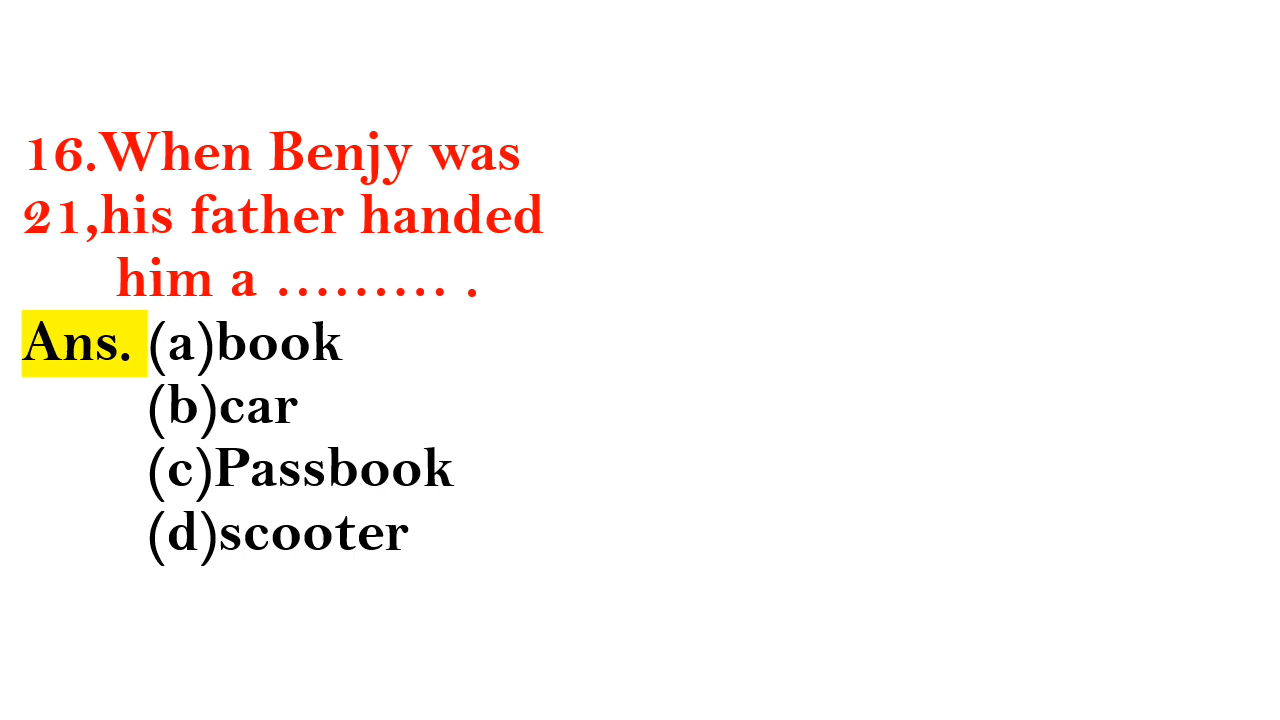 16.When Benjy was
21,his father handed
him a ……… .
Ans. (a)book
(b)car
(c)Passbook
(d)scooter